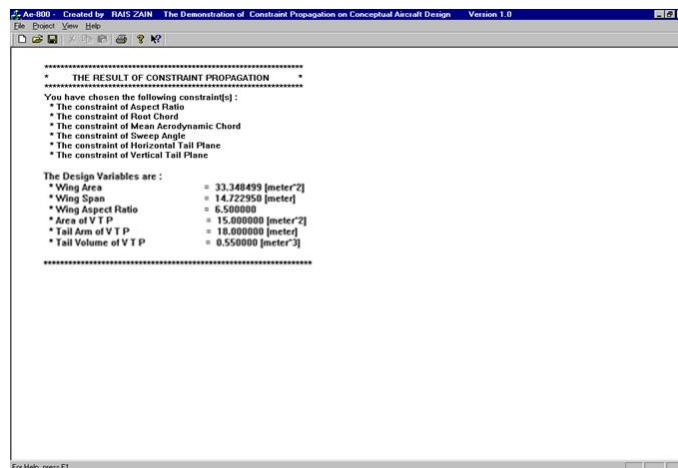 Ae-800 - Created by RAIS ZAIN The Demonstration of Constraint Propagation on Conceptual Aircraft Design Version 1.0
File Project View Help
*****************************************************************
* THE RESULT OF CONSTRAINT PROPAGATION *
*****************************************************************
You have chosen the following constraint[s] :
* The constraint of Aspect Ratio
* The constraint of Root Chord
* The constraint of Mean Aerodynamic Chord
* The constraint of Sweep Angle
* The constraint of Horizontal Tail Plane
* The constraint of Vertical Tail Plane
The Design Variables are :
* Wing Area = 33.348499 [meter^2]
* Wing Span = 14.722950 [meter]
* Wing Aspect Ratio = 6.500000
* Area of V T P = 15.000000 [meter^2]
* Tail Arm of V T P = 18.000000 [meter]
* Tail Volume of V T P = 0.550000 [meter^3]
*******************************************************************
For Help, press F1